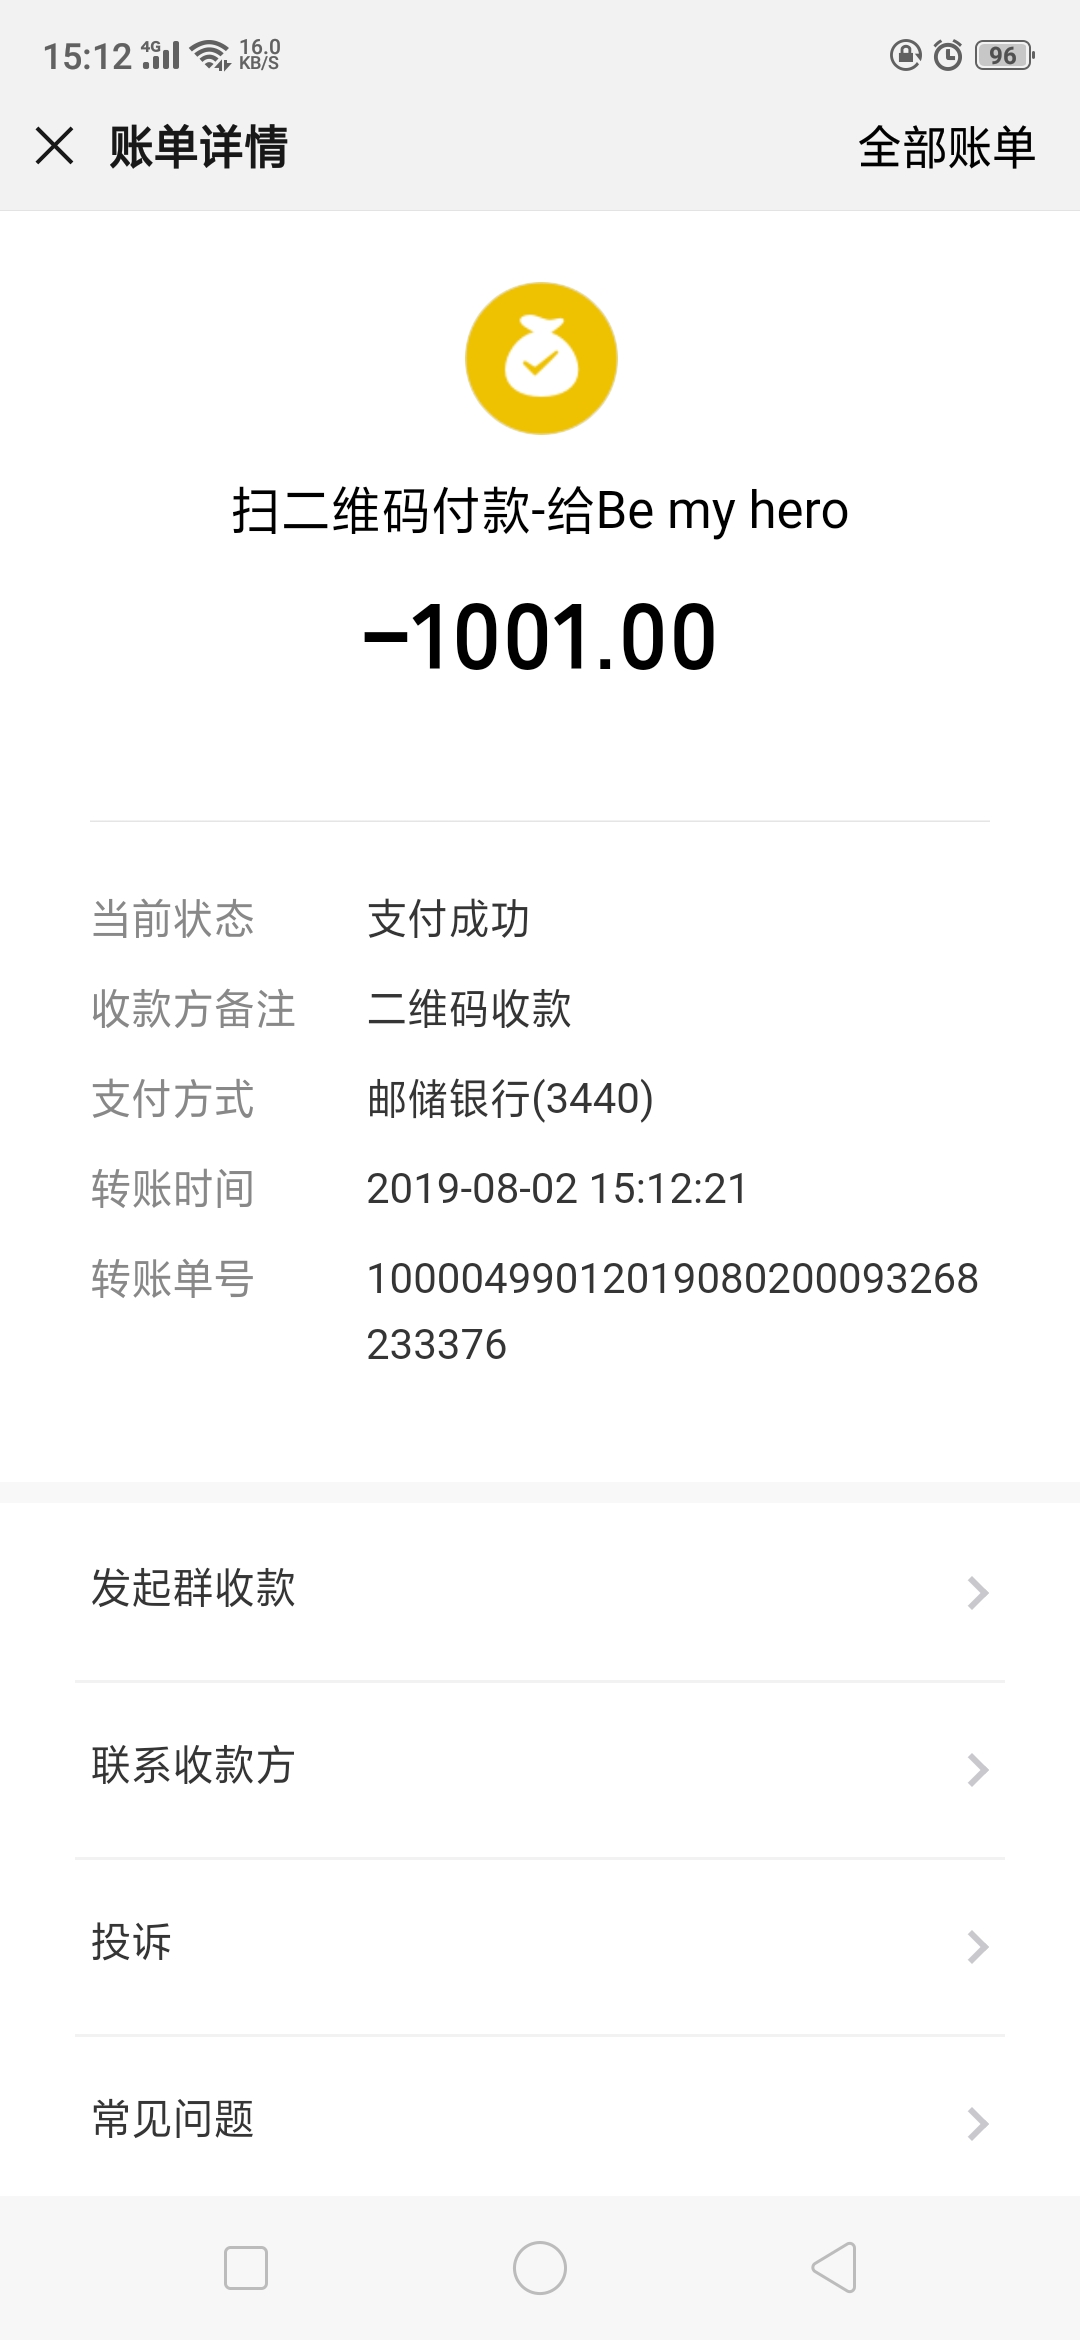 15:12 4G 16.0 KB/S 96
账单详情 全部账单
扫二维码付款-给Be my hero
-1001.00
当前状态 支付成功
收款方备注 二维码收款
支付方式 邮储银行(3440)
转账时间 2019-08-02 15:12:21
转账单号 1000049901201908020009​3268
233376
发起群收款
联系收款方
投诉
常见问题